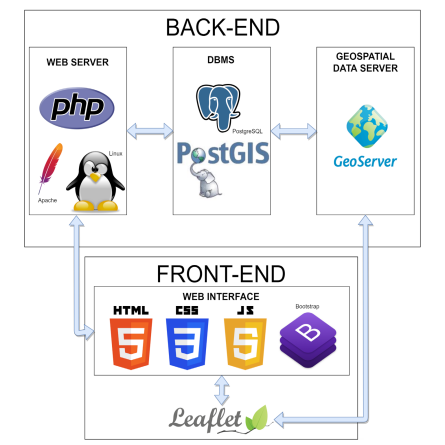 BACK-END
WEB SERVER
php
Linux
Apache
DBMS
PostgreSQL
PostGIS
GEOSPATIAL
DATA SERVER
GeoServer
FRONT-END
WEB INTERFACE
HTML
5
CSS
3
JS
5
Bootstrap
B
Leaflet